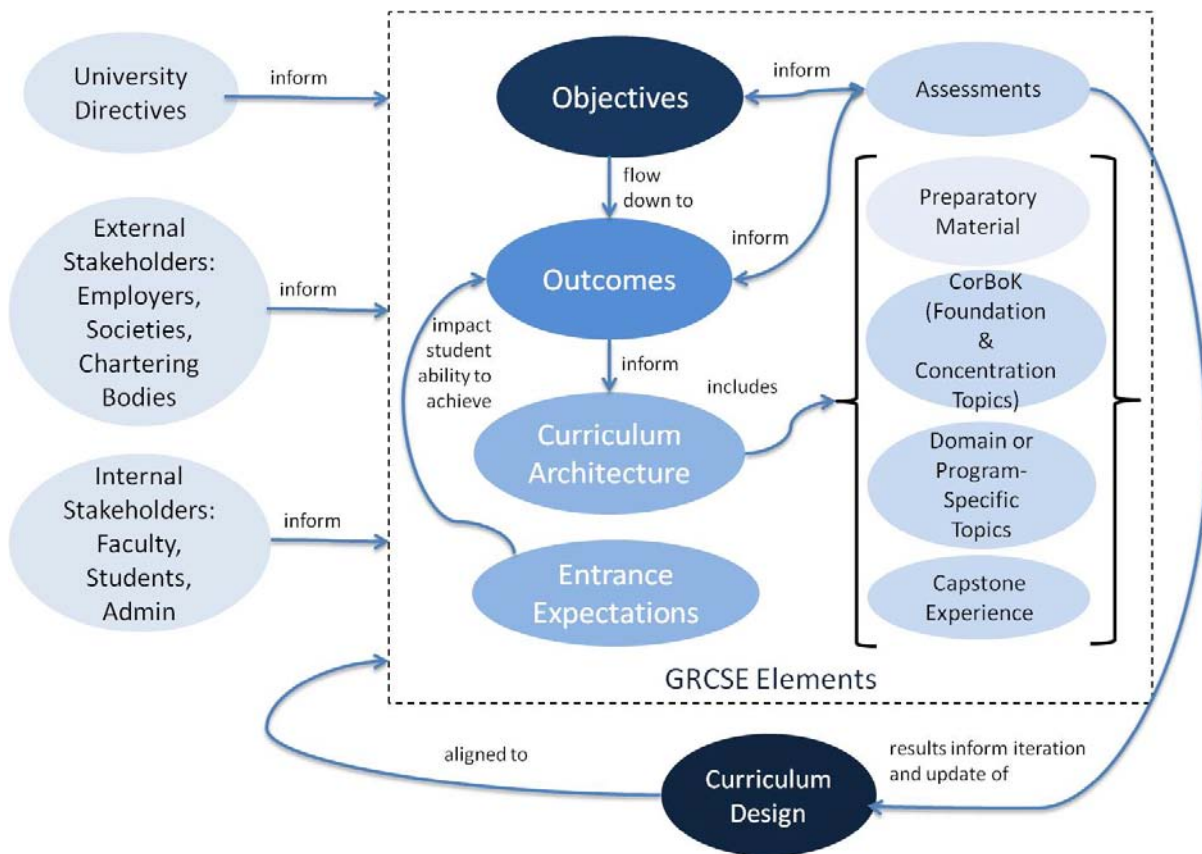 University
Directives
inform
External
Stakeholders:
Employers,
Societies,
Chartering
Bodies
inform
Internal
Stakeholders:
Faculty,
Students,
Admin
inform
Objectives
inform
Assessments
flow
down to
inform
Outcomes
impact
student
ability to
achieve
inform
includes
Curriculum
Architecture
Entrance
Expectations
Preparatory
Material
CorBoK
(Foundation
&
Concentration
Topics)
Domain or
Program-
Specific
Topics
Capstone
Experience
GRCSE Elements
aligned to
Curriculum
Design
results inform iteration
and update of